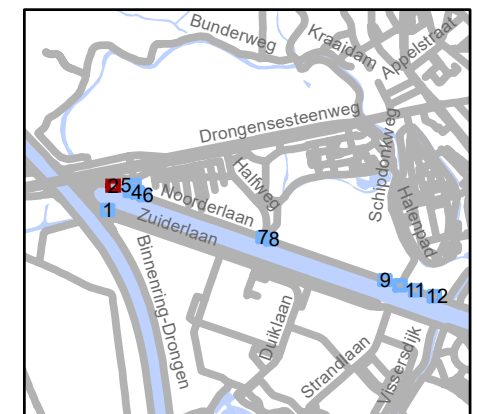 Bunderweg
Kraaidam
Appelstraat
Drongensesteenweg
Schipdonkweg
Halfweg
Halenpad
2
5
4
6
Noorderlaan
1
Zuiderlaan
7
8
Binnenring-Drongen
9
11
12
Duiklaan
Strandlaan
Vissersdijk